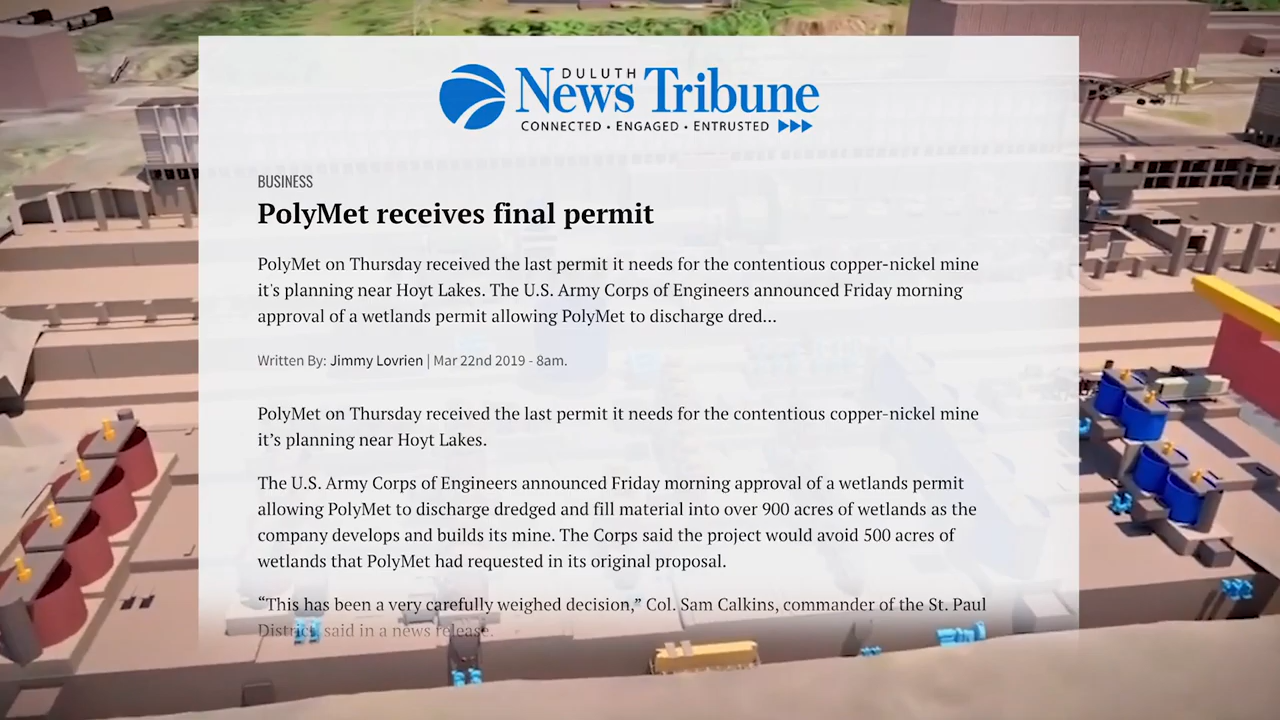 DULUTH
News Tribune
CONNECTED • ENGAGED • ENTRUSTED
BUSINESS
PolyMet receives final permit
PolyMet on Thursday received the last permit it needs for the contentious copper-nickel mine
it's planning near Hoyt Lakes. The U.S. Army Corps of Engineers announced Friday morning
approval of a wetlands permit allowing PolyMet to discharge dred...
Written By: Jimmy Lovrien | Mar 22nd 2019 - 8am.
PolyMet on Thursday received the last permit it needs for the contentious copper-nickel mine
it’s planning near Hoyt Lakes.
The U.S. Army Corps of Engineers announced Friday morning approval of a wetlands permit
allowing PolyMet to discharge dredged and fill material into over 900 acres of wetlands as the
company develops and builds its mine. The Corps said the project would avoid 500 acres of
wetlands that PolyMet had requested in its original proposal.
“This has been a very carefully weighed decision,” Col. Sam Calkins, commander of the St. Paul
District, said in a news release.